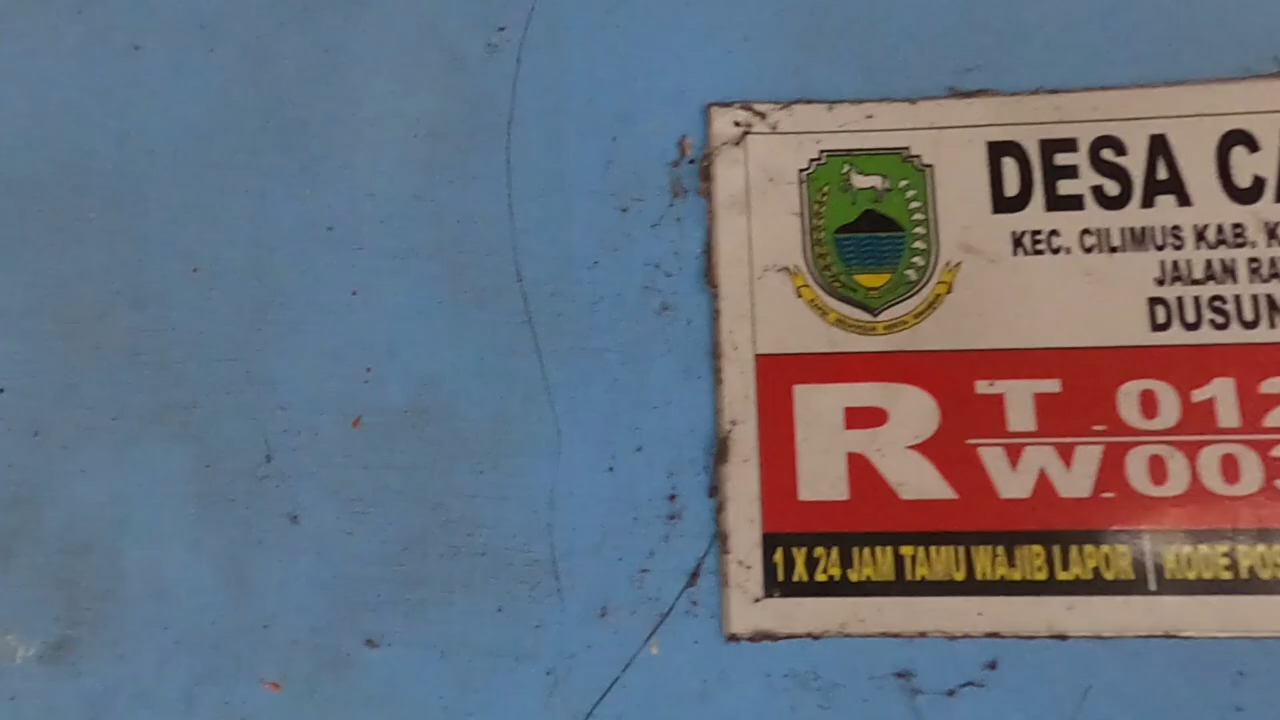 DESA CA
KEC. CILIMUS KAB. K
JALAN RA
DUSUN
R T .012
W.003
1 X 24 JAM TAMU WAJIB LAPOR | KODE POS